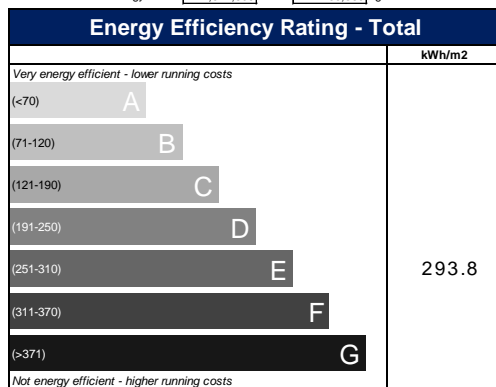 Energy Efficiency Rating - Total
kWh/m2
Very energy efficient - lower running costs
(<70) A
(71-120) B
(121-190) C
(191-250) D
(251-310) E 293.8
(311-370) F
(>371) G
Not energy efficient - higher running costs